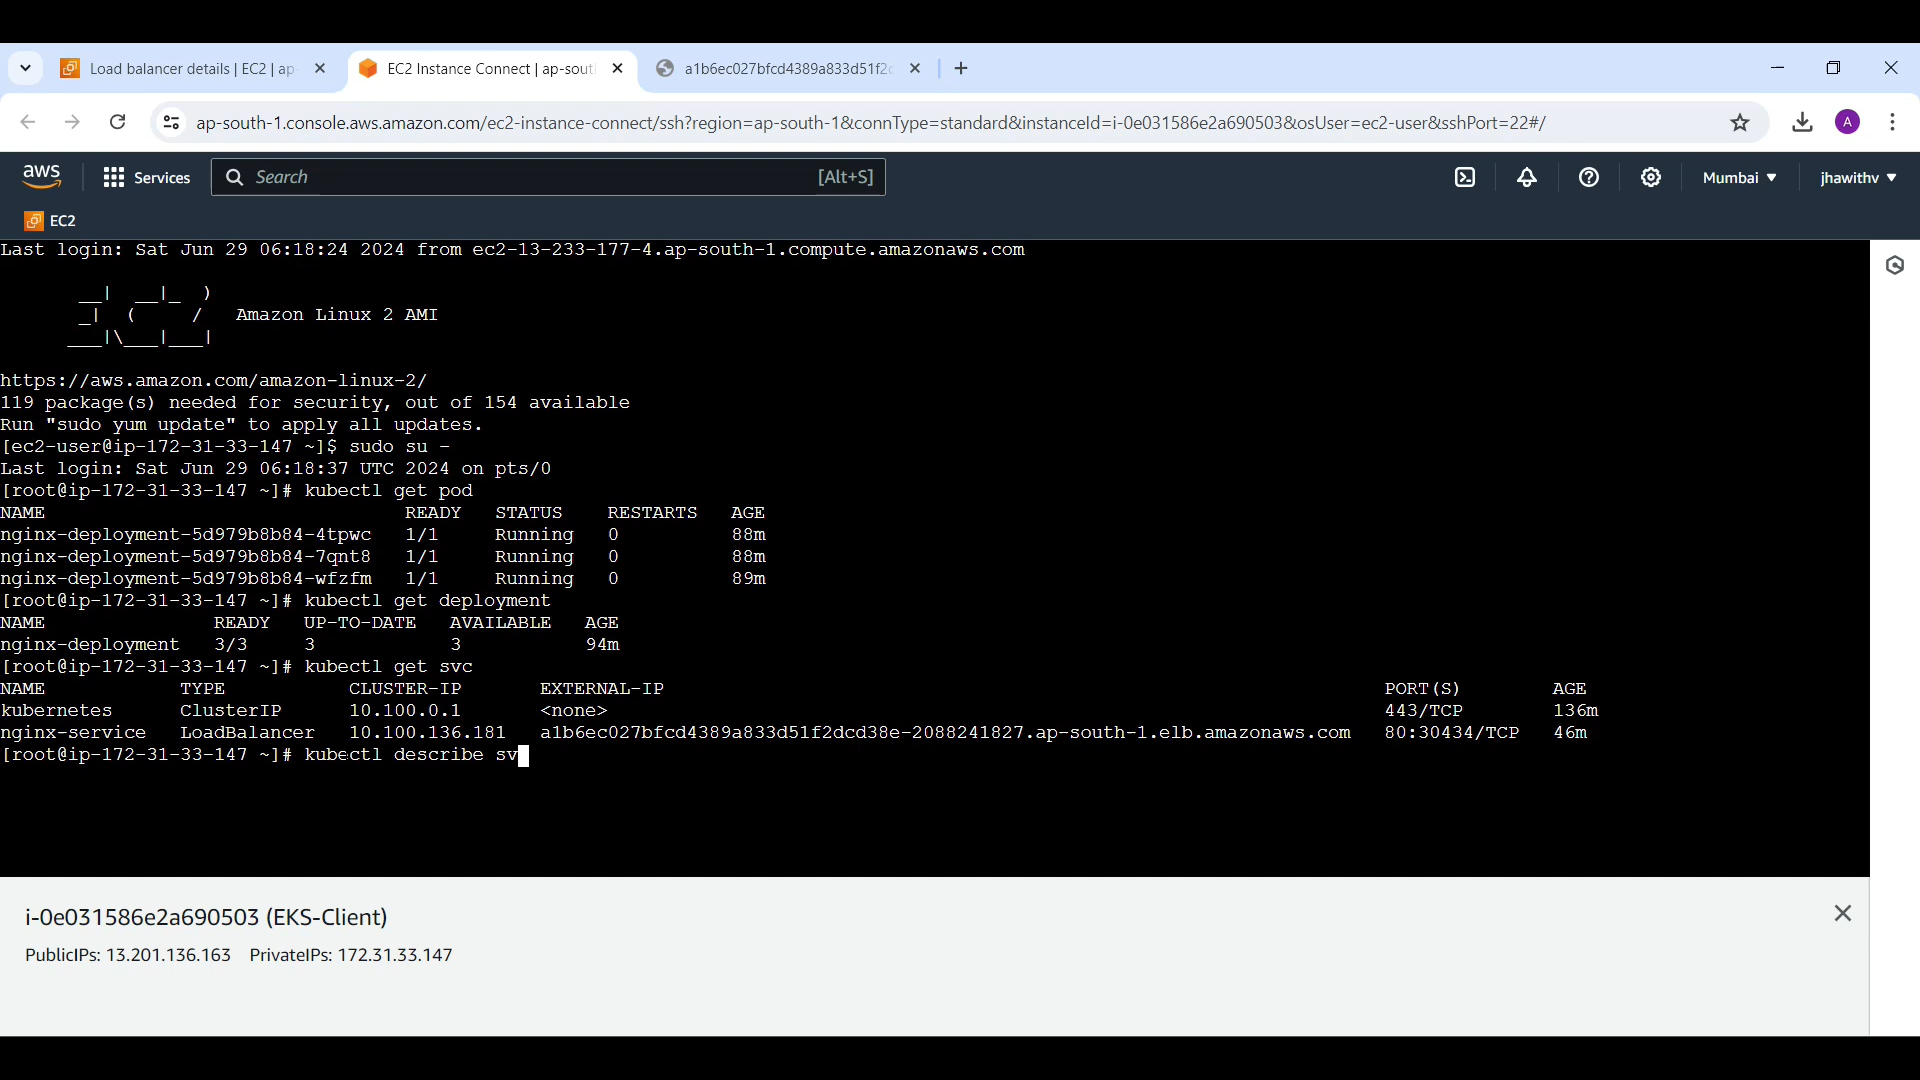 Load balancer details | EC2 | ap-
EC2 Instance Connect | ap-sout
a1b6ec027bfcd4389a833d51f2c
ap-south-1.console.aws.amazon.com/ec2-instance-connect/ssh?region=ap-south-1&connType=standard&instanceId=i-0e031586e2a690503&osUser=ec2-user&sshPort=22#/
A
aws
Services
Search
[Alt+S]
Mumbai
jhawithv
EC2
Last login: Sat Jun 29 06:18:24 2024 from ec2-13-233-177-4.ap-south-1.compute.amazonaws.com
       __|  __|_  )
       _|  (     /   Amazon Linux 2 AMI
      ___|\___|___|
https://aws.amazon.com/amazon-linux-2/
119 package(s) needed for security, out of 154 available
Run "sudo yum update" to apply all updates.
[ec2-user@ip-172-31-33-147 ~]$ sudo su -
Last login: Sat Jun 29 06:18:37 UTC 2024 on pts/0
[root@ip-172-31-33-147 ~]# kubectl get pod
NAME READY STATUS RESTARTS AGE
nginx-deployment-5d979b8b84-4tpwc 1/1 Running 0 88m
nginx-deployment-5d979b8b84-7qnt8 1/1 Running 0 88m
nginx-deployment-5d979b8b84-wfzfm 1/1 Running 0 89m
[root@ip-172-31-33-147 ~]# kubectl get deployment
NAME READY UP-TO-DATE AVAILABLE AGE
nginx-deployment 3/3 3 3 94m
[root@ip-172-31-33-147 ~]# kubectl get svc
NAME TYPE CLUSTER-IP EXTERNAL-IP PORT(S) AGE
kubernetes ClusterIP 10.100.0.1 <none> 443/TCP 136m
nginx-service LoadBalancer 10.100.136.181 a1b6ec027bfcd4389a833d51f2dcd38e-2088241827.ap-south-1.elb.amazonaws.com 80:30434/TCP 46m
[root@ip-172-31-33-147 ~]# kubectl describe sv
i-0e031586e2a690503 (EKS-Client)
PublicIPs: 13.201.136.163 PrivateIPs: 172.31.33.147